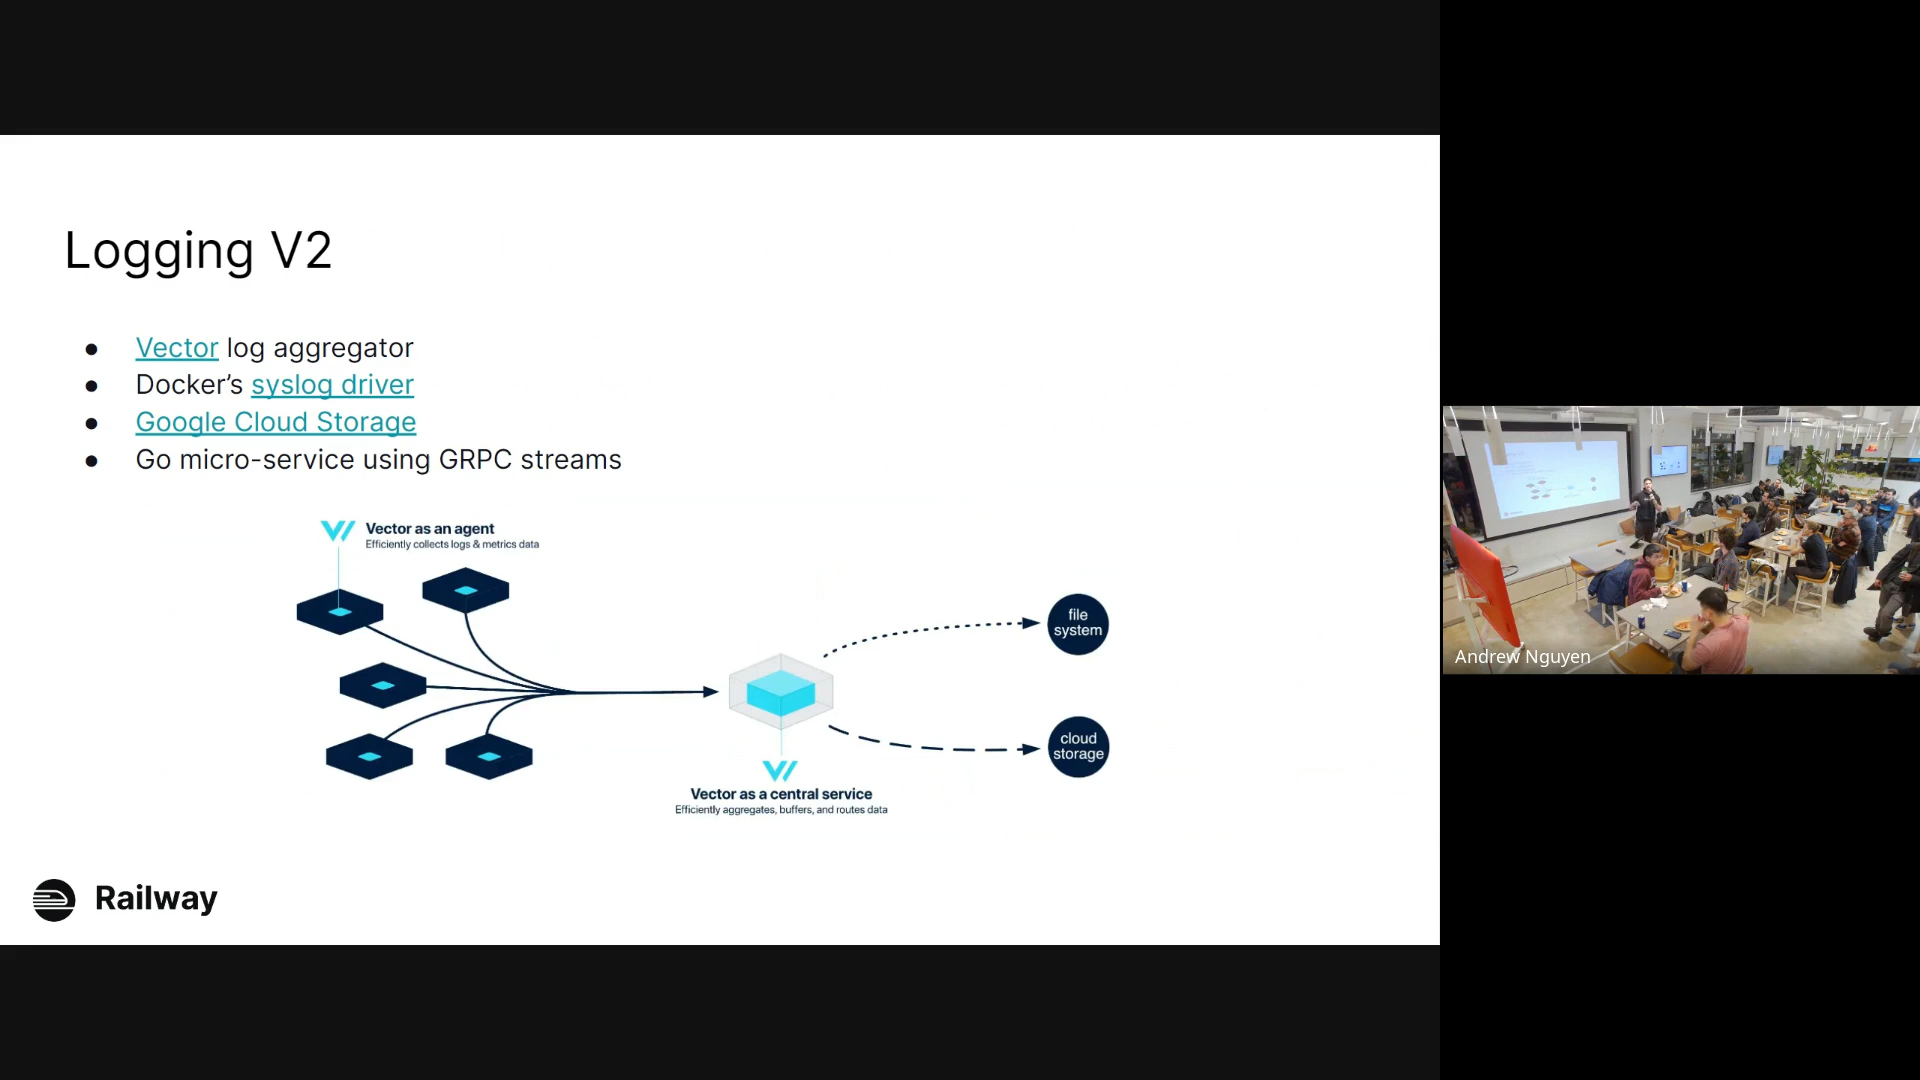 Logging V2
● Vector log aggregator
● Docker’s syslog driver
● Google Cloud Storage
● Go micro-service using GRPC streams
Vector as an agent
Efficiently collects logs & metrics data
file
system
cloud
storage
Vector as a central service
Efficiently aggregates, buffers, and routes data
Railway
Andrew Nguyen